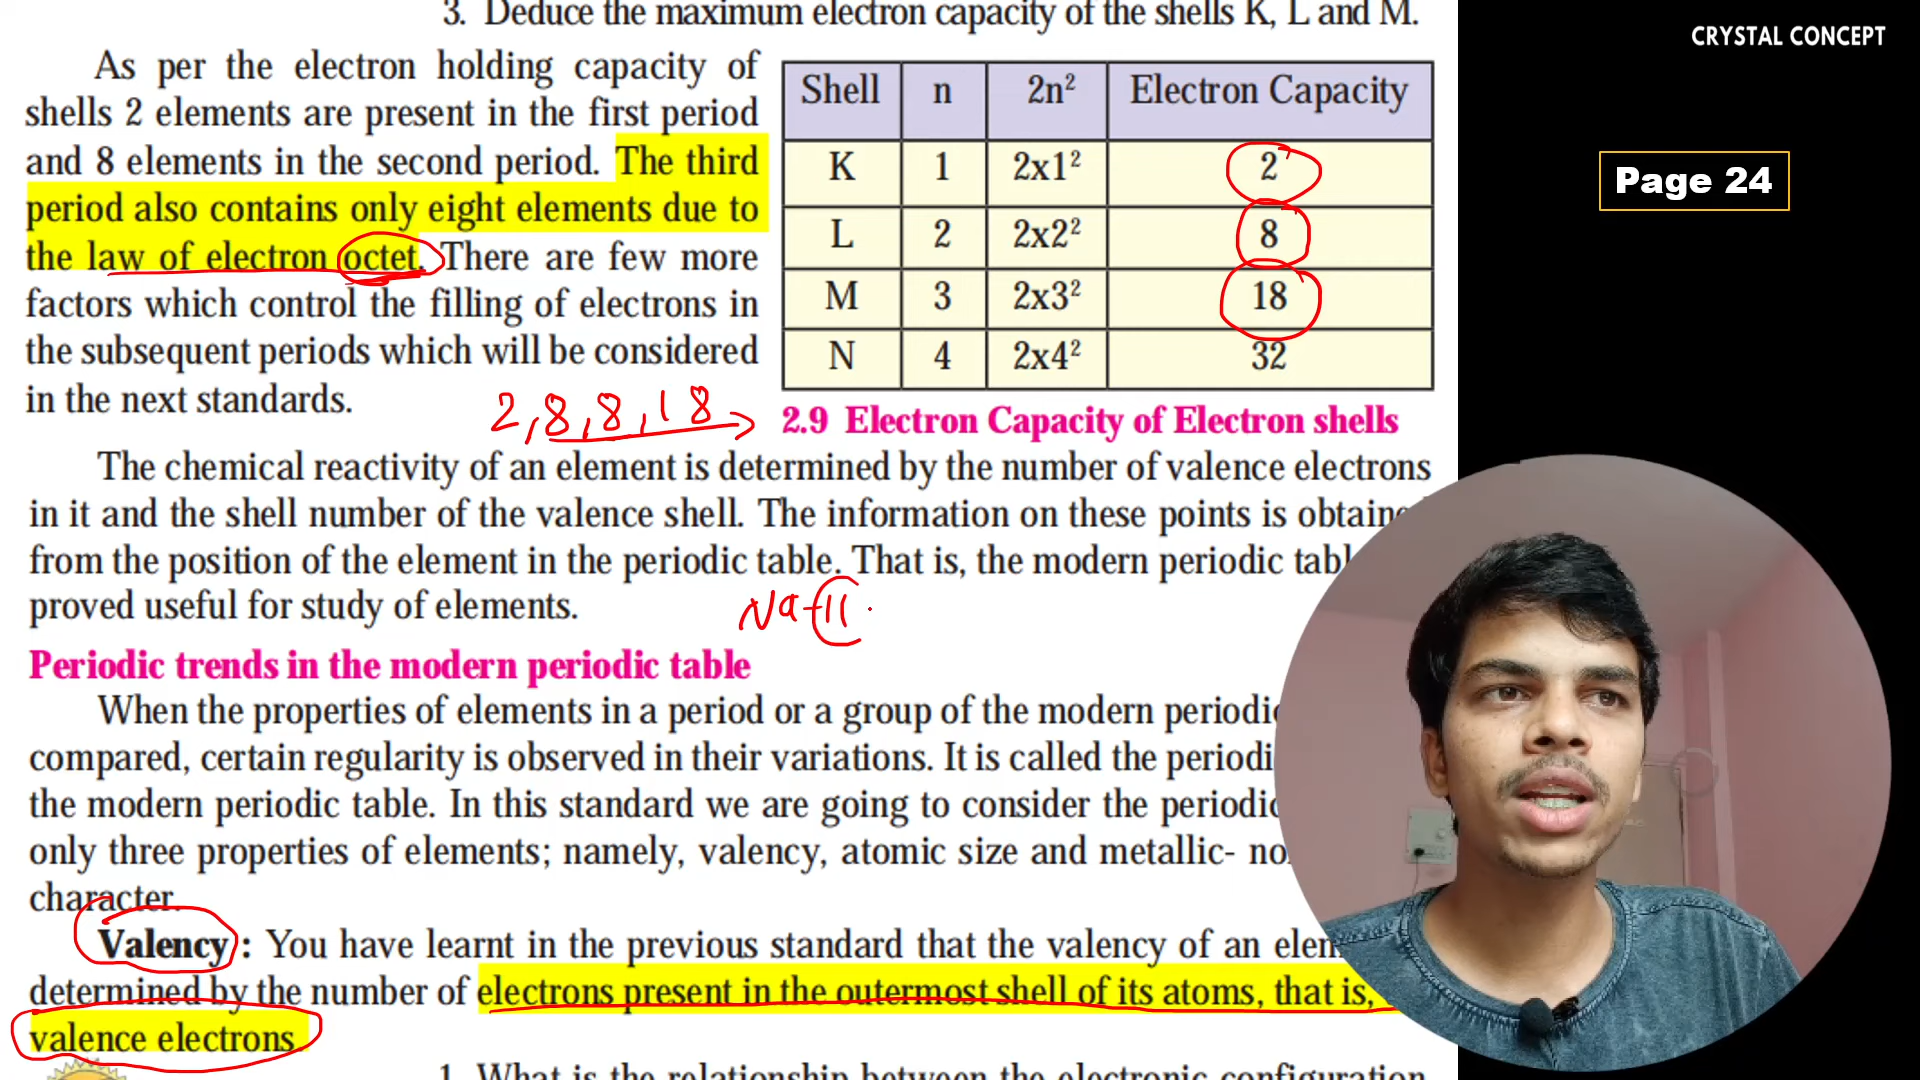 3. Deduce the maximum electron capacity of the shells K, L and M.
CRYSTAL CONCEPT
Page 24
As per the electron holding capacity of
shells 2 elements are present in the first period
and 8 elements in the second period. The third
period also contains only eight elements due to
the law of electron octet. There are few more
factors which control the filling of electrons in
the subsequent periods which will be considered
in the next standards.
2,8,8,18
Shell n 2n² Electron Capacity
K 1 2x1² 2
L 2 2x2² 8
M 3 2x3² 18
N 4 2x4² 32
2.9 Electron Capacity of Electron shells
The chemical reactivity of an element is determined by the number of valence electrons
in it and the shell number of the valence shell. The information on these points is
from the position of the element in the periodic table. That is, the modern periodic
proved useful for study of elements.
Na-11
Periodic trends in the modern periodic table
When the properties of elements in a period or a group of the modern
compared, certain regularity is observed in their variations. It is called the
the modern periodic table. In this standard we are going to consider the
only three properties of elements; namely, valency, atomic size and metallic-
character.
Valency : You have learnt in the previous standard that the valency of an
determined by the number of electrons present in the outermost shell of its atoms, that is,
valence electrons.
1. What is the relationship between the electronic configuration